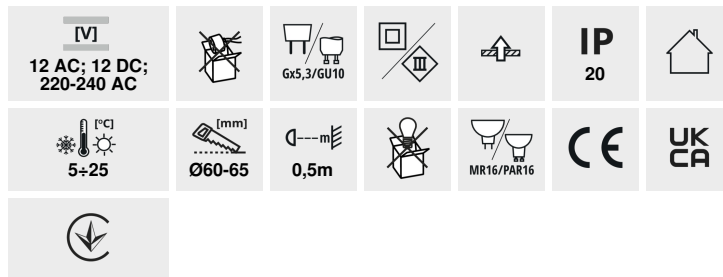 [V]
12 AC; 12 DC;
220-240 AC
Gx5,3/GU10
III
IP
20
[°C]
5÷25
[mm]
Ø60-65
m
0,5m
MR16/PAR16
CE
UK
CA